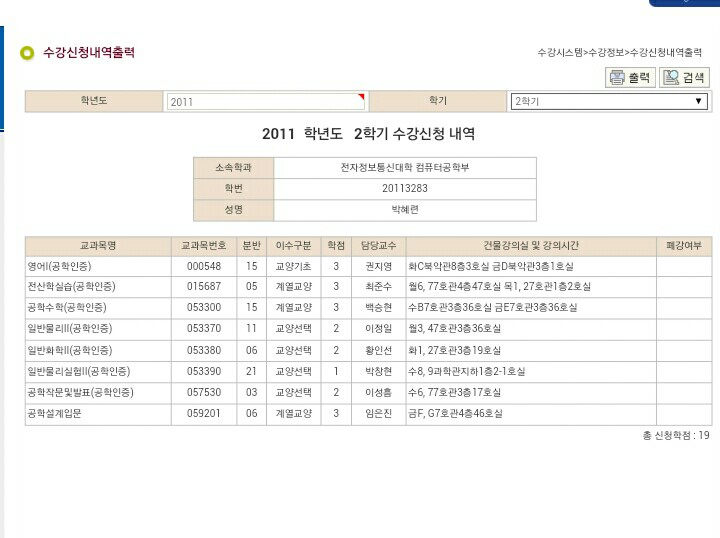 수강신청내역출력
수강시스템>수강정보>수강신청내역출력
출력 검색
학년도 2011 학기 2학기
2011 학년도 2학기 수강신청 내역
소속학과 전자정보통신대학 컴퓨터공학부
학번 20113283
성명 박혜련
교과목명 교과목번호 분반 이수구분 학점 담당교수 건물강의실 및 강의시간 폐강여부
영어I(공학인증) 000548 15 교양기초 3 권지영 화C북악관8층3호실 금D북악관3층1호실
전산학실습(공학인증) 015687 05 계열교양 3 최준수 월6, 77호관4층47호실 목1, 27호관1층2호실
공학수학(공학인증) 053300 15 계열교양 3 백승현 수B7호관3층36호실 금E7호관3층36호실
일반물리II(공학인증) 053370 11 교양선택 2 이정일 월3, 47호관3층36호실
일반화학II(공학인증) 053380 06 교양선택 2 황인선 화1, 27호관3층19호실
일반물리실험II(공학인증) 053390 21 교양선택 1 박창현 수8, 9과학관지하1층2-1호실
공학작문및발표(공학인증) 057530 03 교양선택 2 이성흠 수6, 77호관3층17호실
공학설계입문 059201 06 계열교양 3 임은진 금F, G7호관4층46호실
총 신청학점 : 19